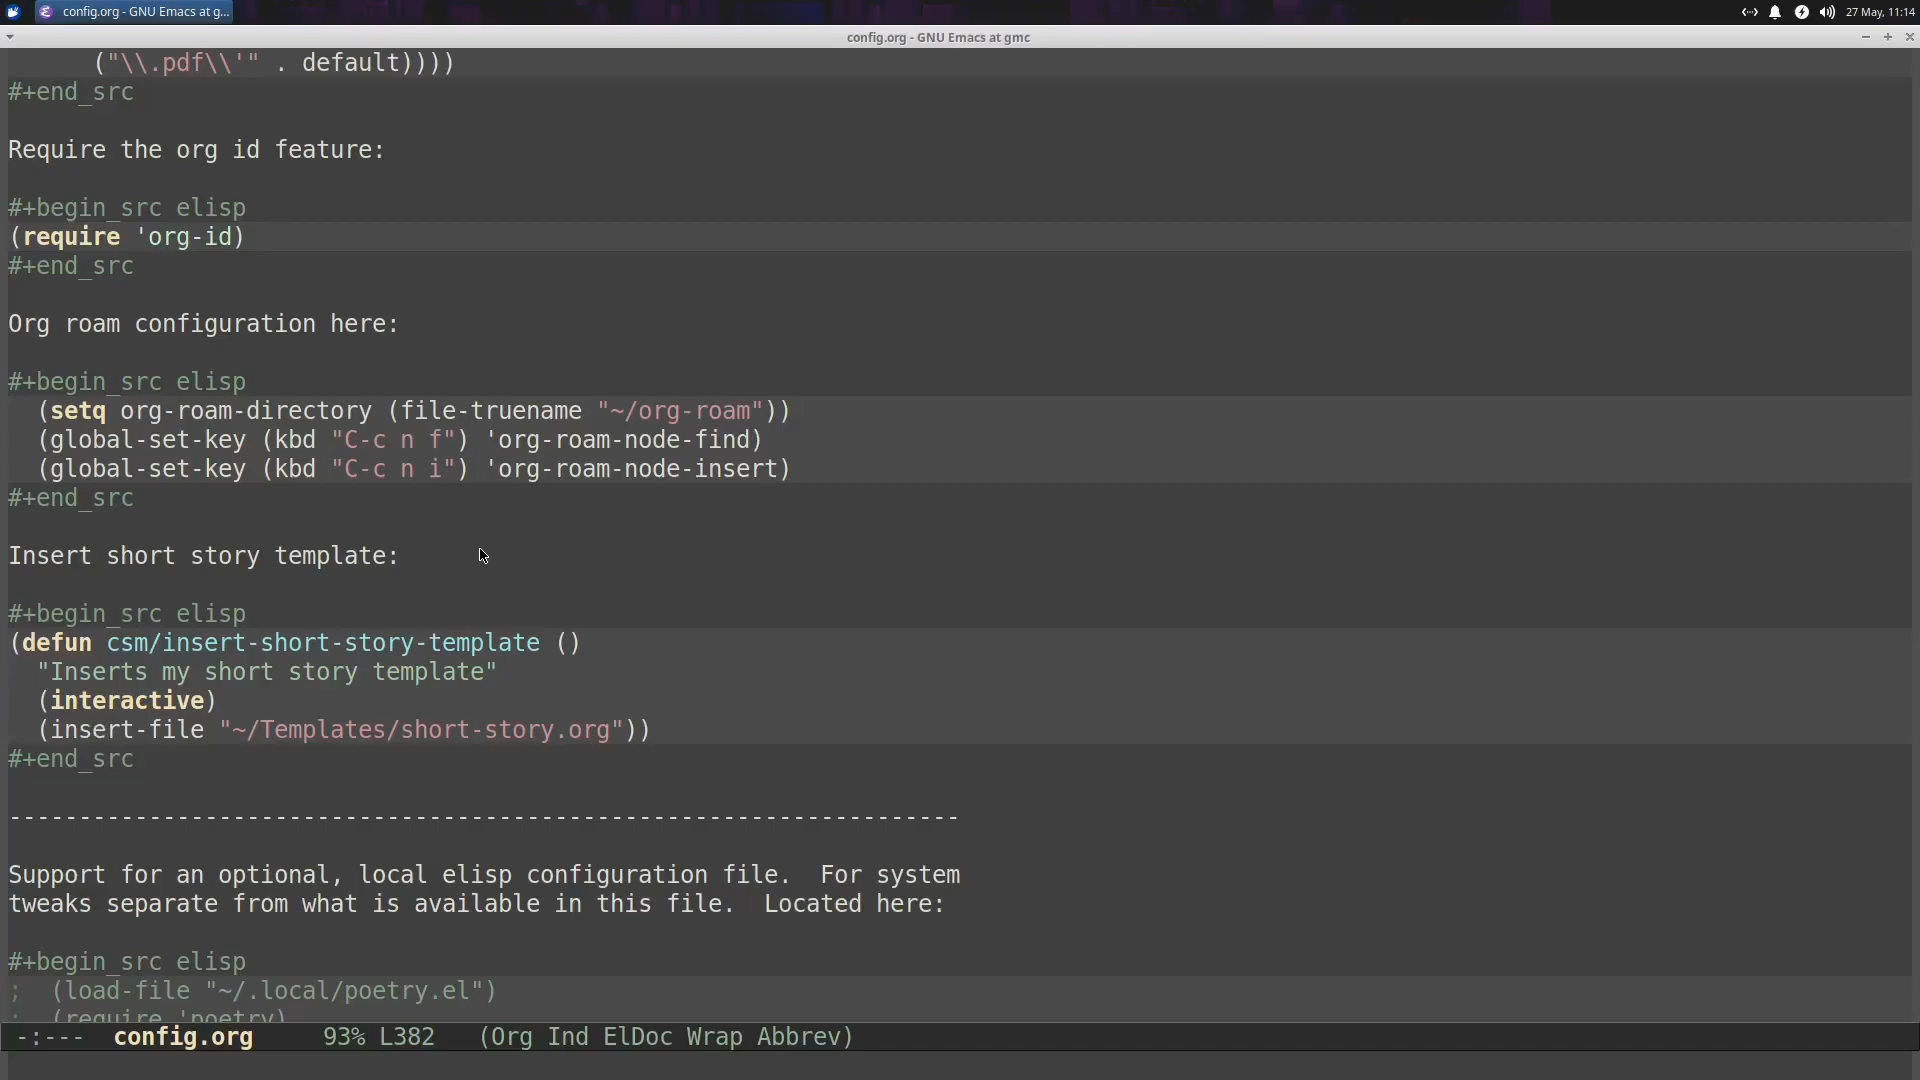 config.org - GNU Emacs at g...
27 May, 11:14
config.org - GNU Emacs at gmc
("\\.pdf\\'" . default))))
#+end_src
Require the org id feature:
#+begin_src elisp
(require 'org-id)
#+end_src
Org roam configuration here:
#+begin_src elisp
(setq org-roam-directory (file-truename "~/org-roam"))
(global-set-key (kbd "C-c n f") 'org-roam-node-find)
(global-set-key (kbd "C-c n i") 'org-roam-node-insert)
#+end_src
Insert short story template:
#+begin_src elisp
(defun csm/insert-short-story-template ()
"Inserts my short story template"
(interactive)
(insert-file "~/Templates/short-story.org"))
#+end_src
--------------------------------------------------------------------
Support for an optional, local elisp configuration file.  For system
tweaks separate from what is available in this file.  Located here:
#+begin_src elisp
;  (load-file "~/.local/poetry.el")
;  (require 'poetry)
-:---  config.org     93% L382   (Org Ind ElDoc Wrap Abbrev)